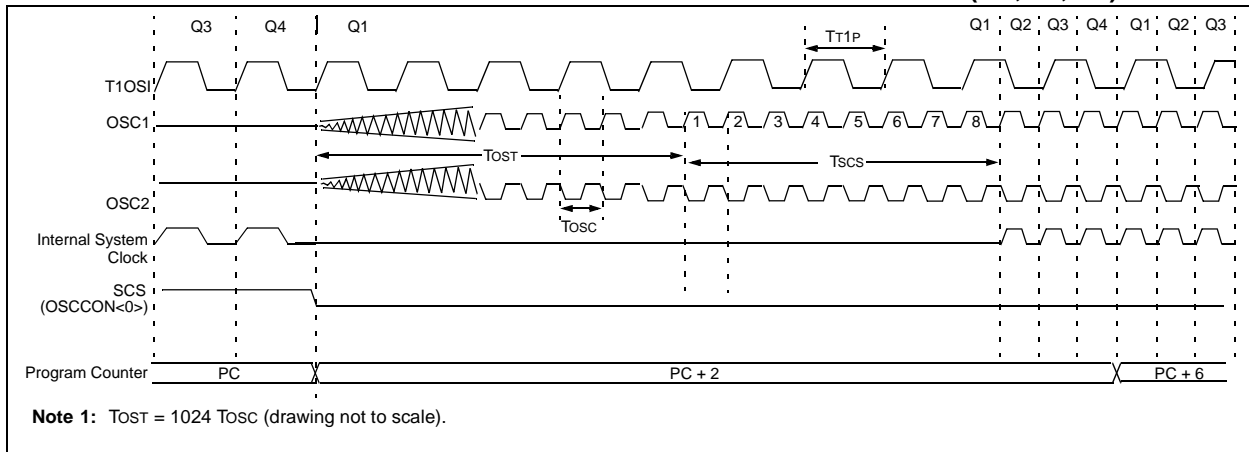 Q3 Q4 Q1 Q1 Q2 Q3 Q4 Q1 Q2 Q3
TT1P
T1OSI
OSC1 1 2 3 4 5 6 7 8
TOST TSCS
OSC2
TOSC
Internal System
Clock
SCS
(OSCCON<0>)
Program Counter PC PC + 2 PC + 6
Note 1: TOST = 1024 TOSC (drawing not to scale).